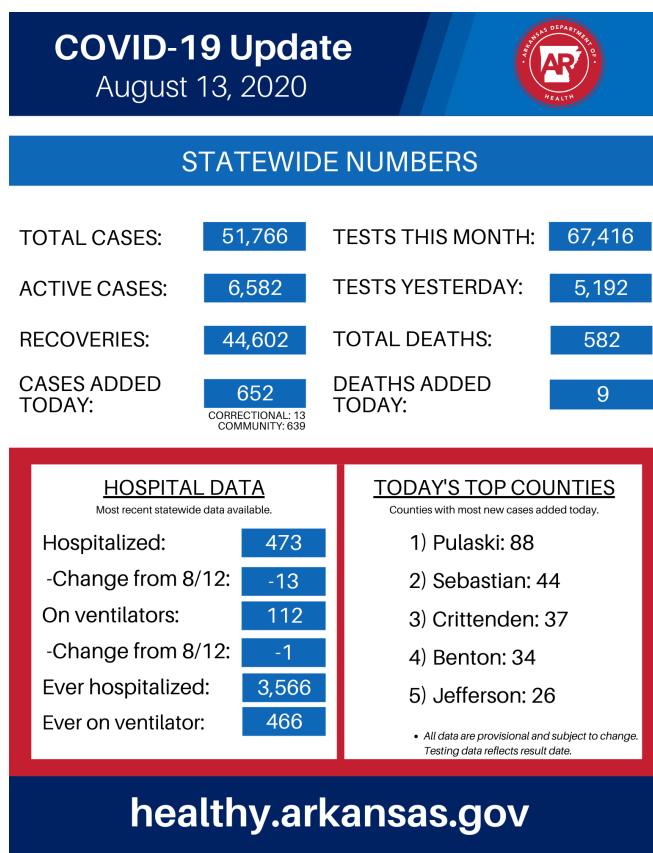 COVID-19 Update
August 13, 2020
ARKANSAS DEPARTMENT OF
AR
HEALTH
STATEWIDE NUMBERS
TOTAL CASES: 51,766
ACTIVE CASES: 6,582
RECOVERIES: 44,602
CASES ADDED
TODAY: 652
CORRECTIONAL: 13
COMMUNITY: 639
TESTS THIS MONTH: 67,416
TESTS YESTERDAY: 5,192
TOTAL DEATHS: 582
DEATHS ADDED
TODAY: 9
HOSPITAL DATA
Most recent statewide data available.
Hospitalized: 473
-Change from 8/12: -13
On ventilators: 112
-Change from 8/12: -1
Ever hospitalized: 3,566
Ever on ventilator: 466
TODAY'S TOP COUNTIES
Counties with most new cases added today.
1) Pulaski: 88
2) Sebastian: 44
3) Crittenden: 37
4) Benton: 34
5) Jefferson: 26
• All data are provisional and subject to change.
Testing data reflects result date.
healthy.arkansas.gov